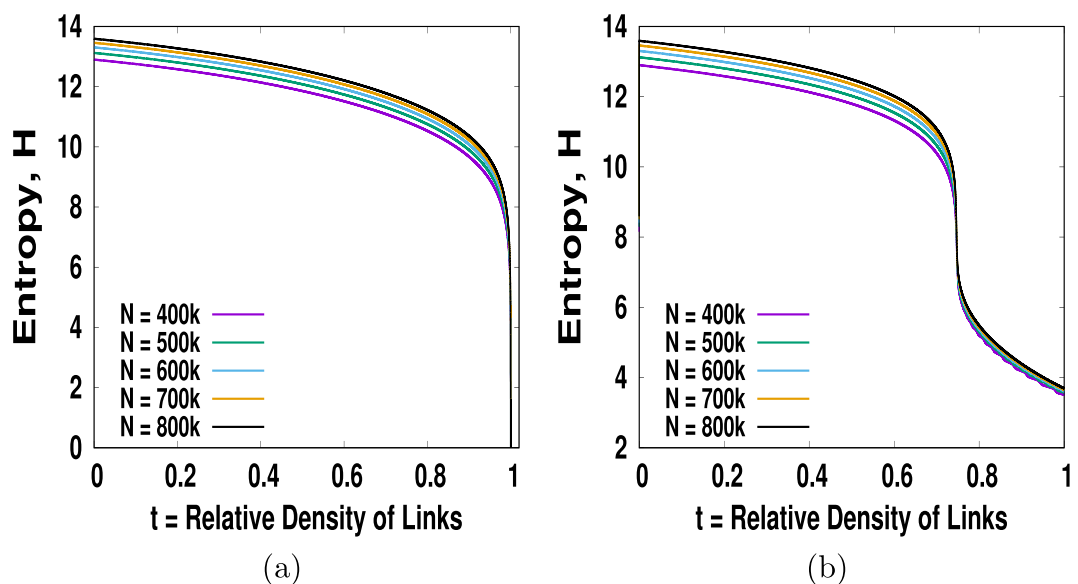 14
12
10
8
6
4
2
0
Entropy, H
N = 400k
N = 500k
N = 600k
N = 700k
N = 800k
0 0.2 0.4 0.6 0.8 1
t = Relative Density of Links
(a)
14
12
10
8
6
4
2
Entropy, H
N = 400k
N = 500k
N = 600k
N = 700k
N = 800k
0 0.2 0.4 0.6 0.8 1
t = Relative Density of Links
(b)